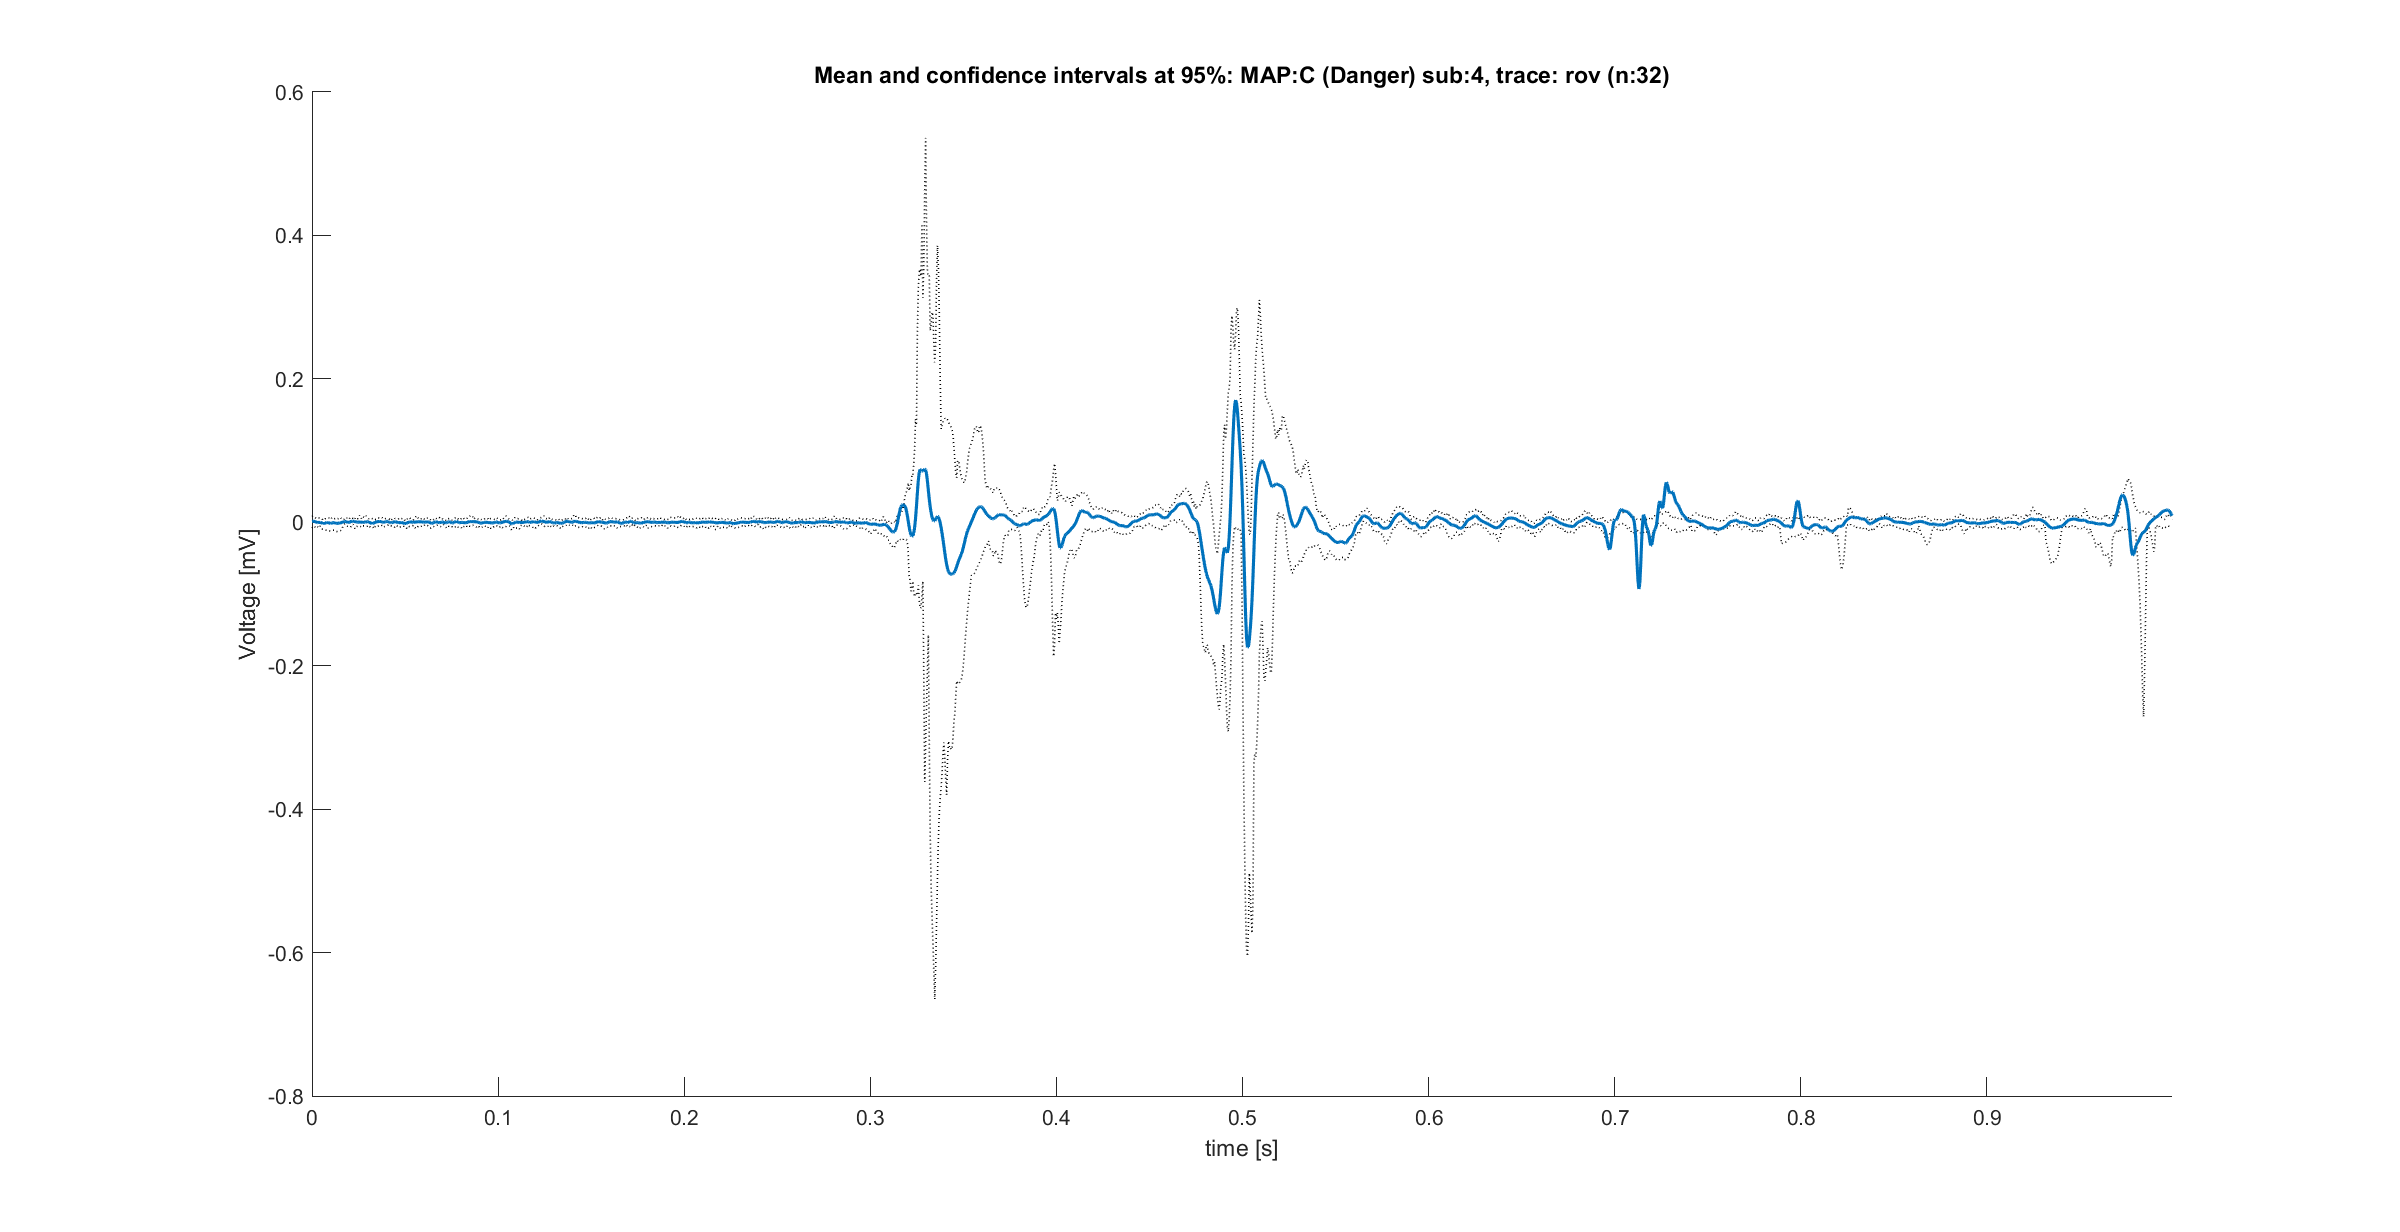 Mean and confidence intervals at 95%: MAP:C (Danger) sub:4, trace: rov (n:32)
0.6
0.4
0.2
0
-0.2
-0.4
-0.6
-0.8
Voltage [mV]
0 0.1 0.2 0.3 0.4 0.5 0.6 0.7 0.8 0.9
time [s]